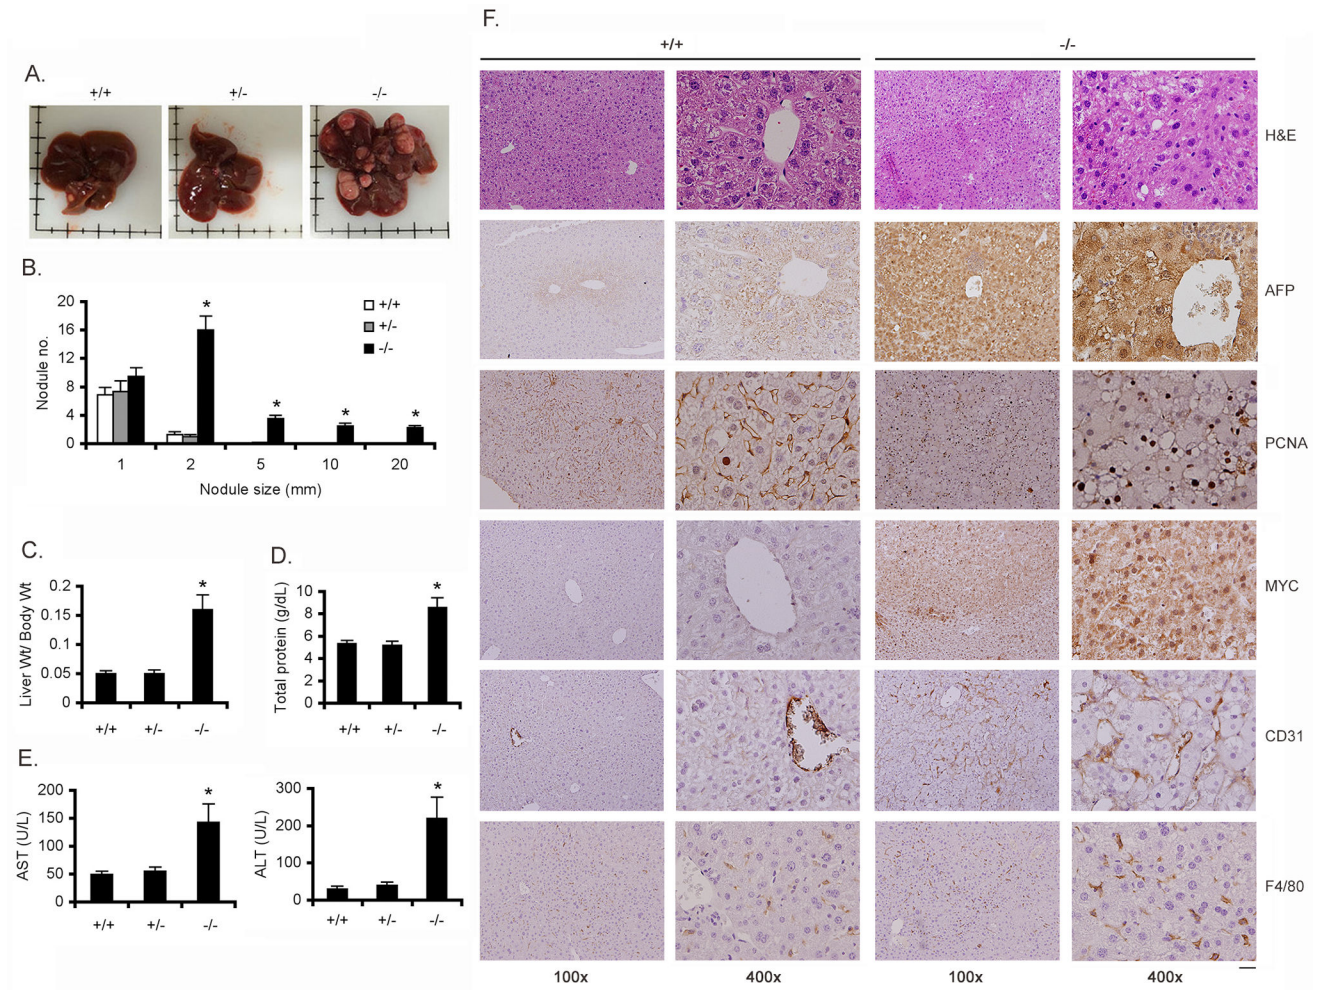 F.
+/+ -/-
A.
+/+ +/- -/-
H&E
B.
AFP
20
16
12
8
4
0
Nodule no.
* * * *
+/+
+/-
-/-
1 2 5 10 20
Nodule size (mm)
PCNA
C.
0.2
0.15
0.1
0.05
0
Liver Wt/ Body Wt
*
+/+ +/- -/-
D.
10
8
6
4
2
0
Total protein (g/dL)
*
+/+ +/- -/-
MYC
E.
200
150
100
50
0
AST (U/L)
*
+/+ +/- -/-
300
200
100
0
ALT (U/L)
*
+/+ +/- -/-
CD31
F4/80
100x 400x 100x 400x